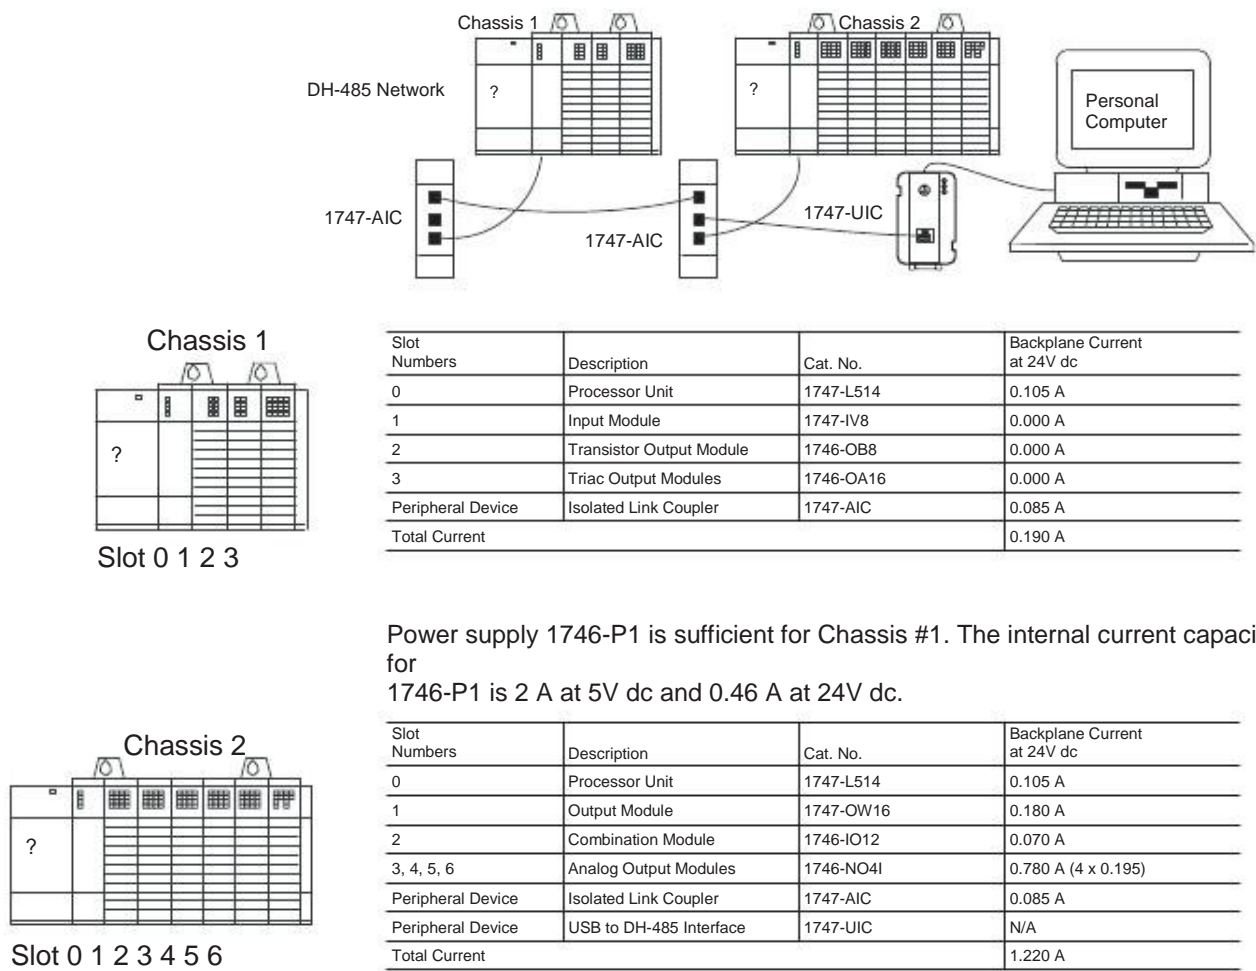 Chassis 1
Chassis 2
DH-485 Network
?
?
Personal
Computer
1747-AIC
1747-AIC
1747-UIC
Chassis 1
?
Slot 0 1 2 3
Slot Numbers | Description | Cat. No. | Backplane Current at 24V dc
0 | Processor Unit | 1747-L514 | 0.105 A
1 | Input Module | 1747-IV8 | 0.000 A
2 | Transistor Output Module | 1746-OB8 | 0.000 A
3 | Triac Output Modules | 1746-OA16 | 0.000 A
Peripheral Device | Isolated Link Coupler | 1747-AIC | 0.085 A
Total Current | 0.190 A
Power supply 1746-P1 is sufficient for Chassis #1. The internal current capaci
for
1746-P1 is 2 A at 5V dc and 0.46 A at 24V dc.
Chassis 2
?
Slot 0 1 2 3 4 5 6
Slot Numbers | Description | Cat. No. | Backplane Current at 24V dc
0 | Processor Unit | 1747-L514 | 0.105 A
1 | Output Module | 1747-OW16 | 0.180 A
2 | Combination Module | 1746-IO12 | 0.070 A
3, 4, 5, 6 | Analog Output Modules | 1746-NO4I | 0.780 A (4 x 0.195)
Peripheral Device | Isolated Link Coupler | 1747-AIC | 0.085 A
Peripheral Device | USB to DH-485 Interface | 1747-UIC | N/A
Total Current | 1.220 A